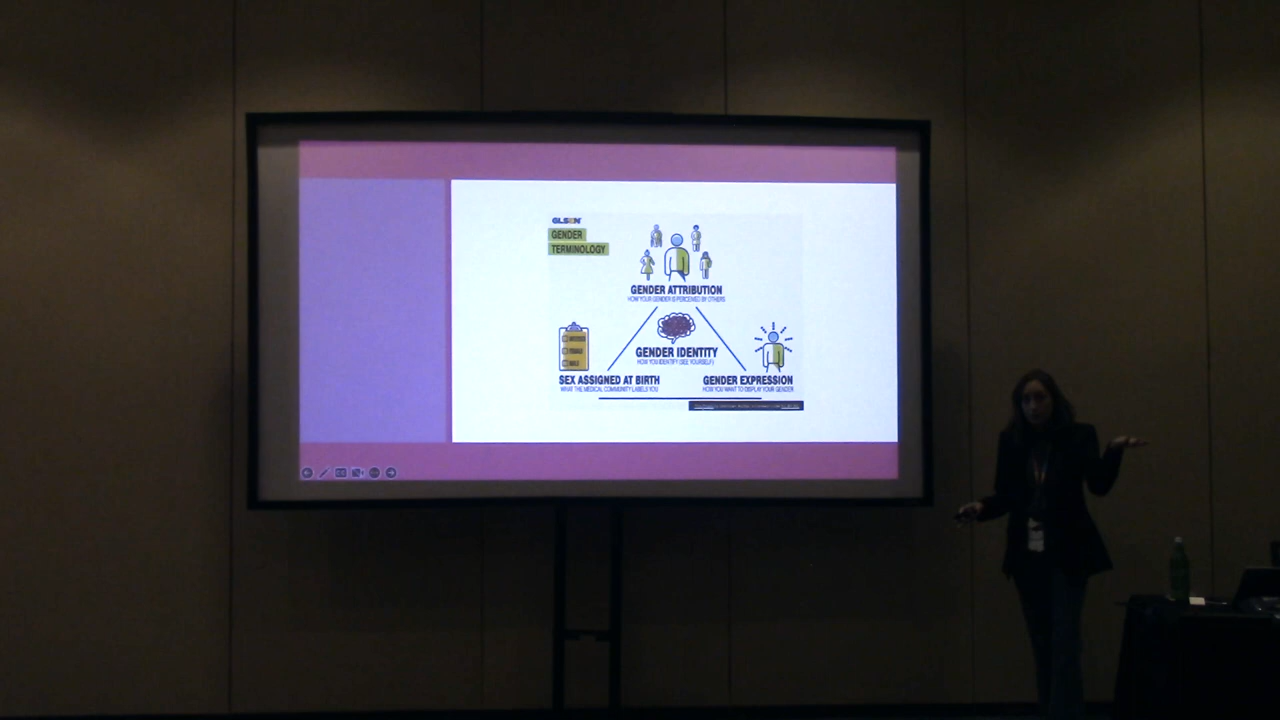 GLSEN
GENDER
TERMINOLOGY
GENDER ATTRIBUTION
HOW YOUR GENDER IS PERCEIVED BY OTHERS
GENDER IDENTITY
HOW YOU IDENTIFY (SEE YOURSELF)
SEX ASSIGNED AT BIRTH
WHAT THE MEDICAL COMMUNITY LABELS YOU
GENDER EXPRESSION
HOW YOU WANT TO DISPLAY YOUR GENDER